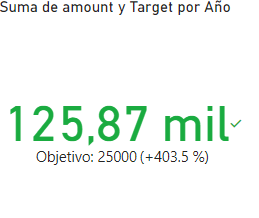 Suma de amount y Target por Año
125,87 mil✓
Objetivo: 25000 (+403.5 %)